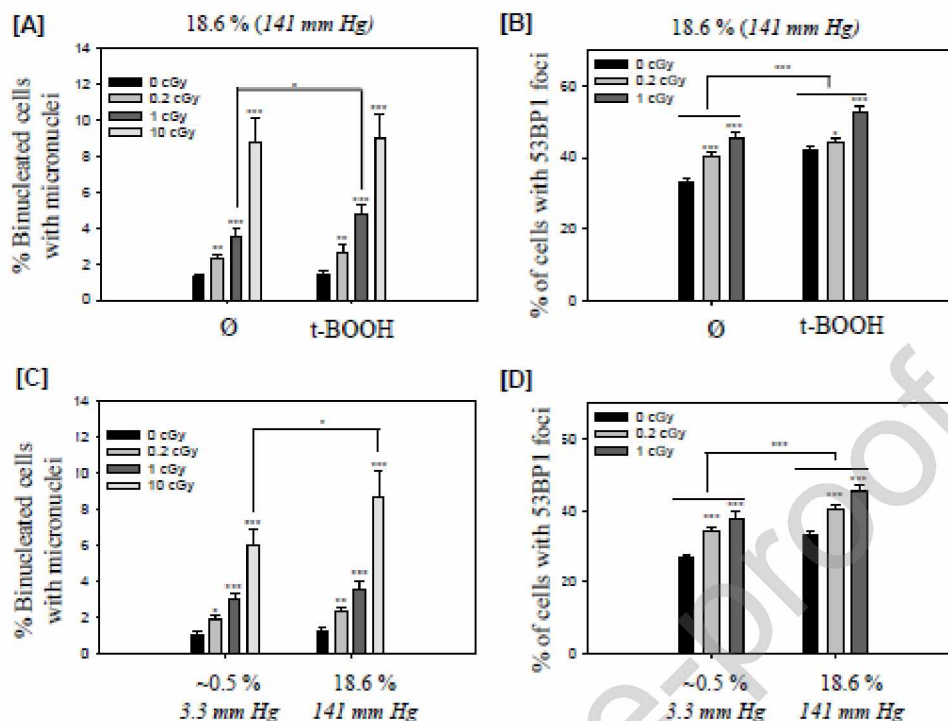 [A]
18.6 % (141 mm Hg)
% Binucleated cells
with micronuclei
14
12
10
8
6
4
2
0
0 cGy
0.2 cGy
1 cGy
10 cGy
*
**
***
***
**
***
***
Ø
t-BOOH
[B]
18.6 % (141 mm Hg)
% of cells with 53BP1 foci
60
40
20
0
0 cGy
0.2 cGy
1 cGy
***
***
***
*
***
Ø
t-BOOH
[C]
% Binucleated cells
with micronuclei
14
12
10
8
6
4
2
0
0 cGy
0.2 cGy
1 cGy
10 cGy
*
*
***
***
**
***
***
~0.5 %
3.3 mm Hg
18.6 %
141 mm Hg
[D]
% of cells with 53BP1 foci
60
40
20
0
0 cGy
0.2 cGy
1 cGy
***
***
***
***
***
~0.5 %
3.3 mm Hg
18.6 %
141 mm Hg
e-proof